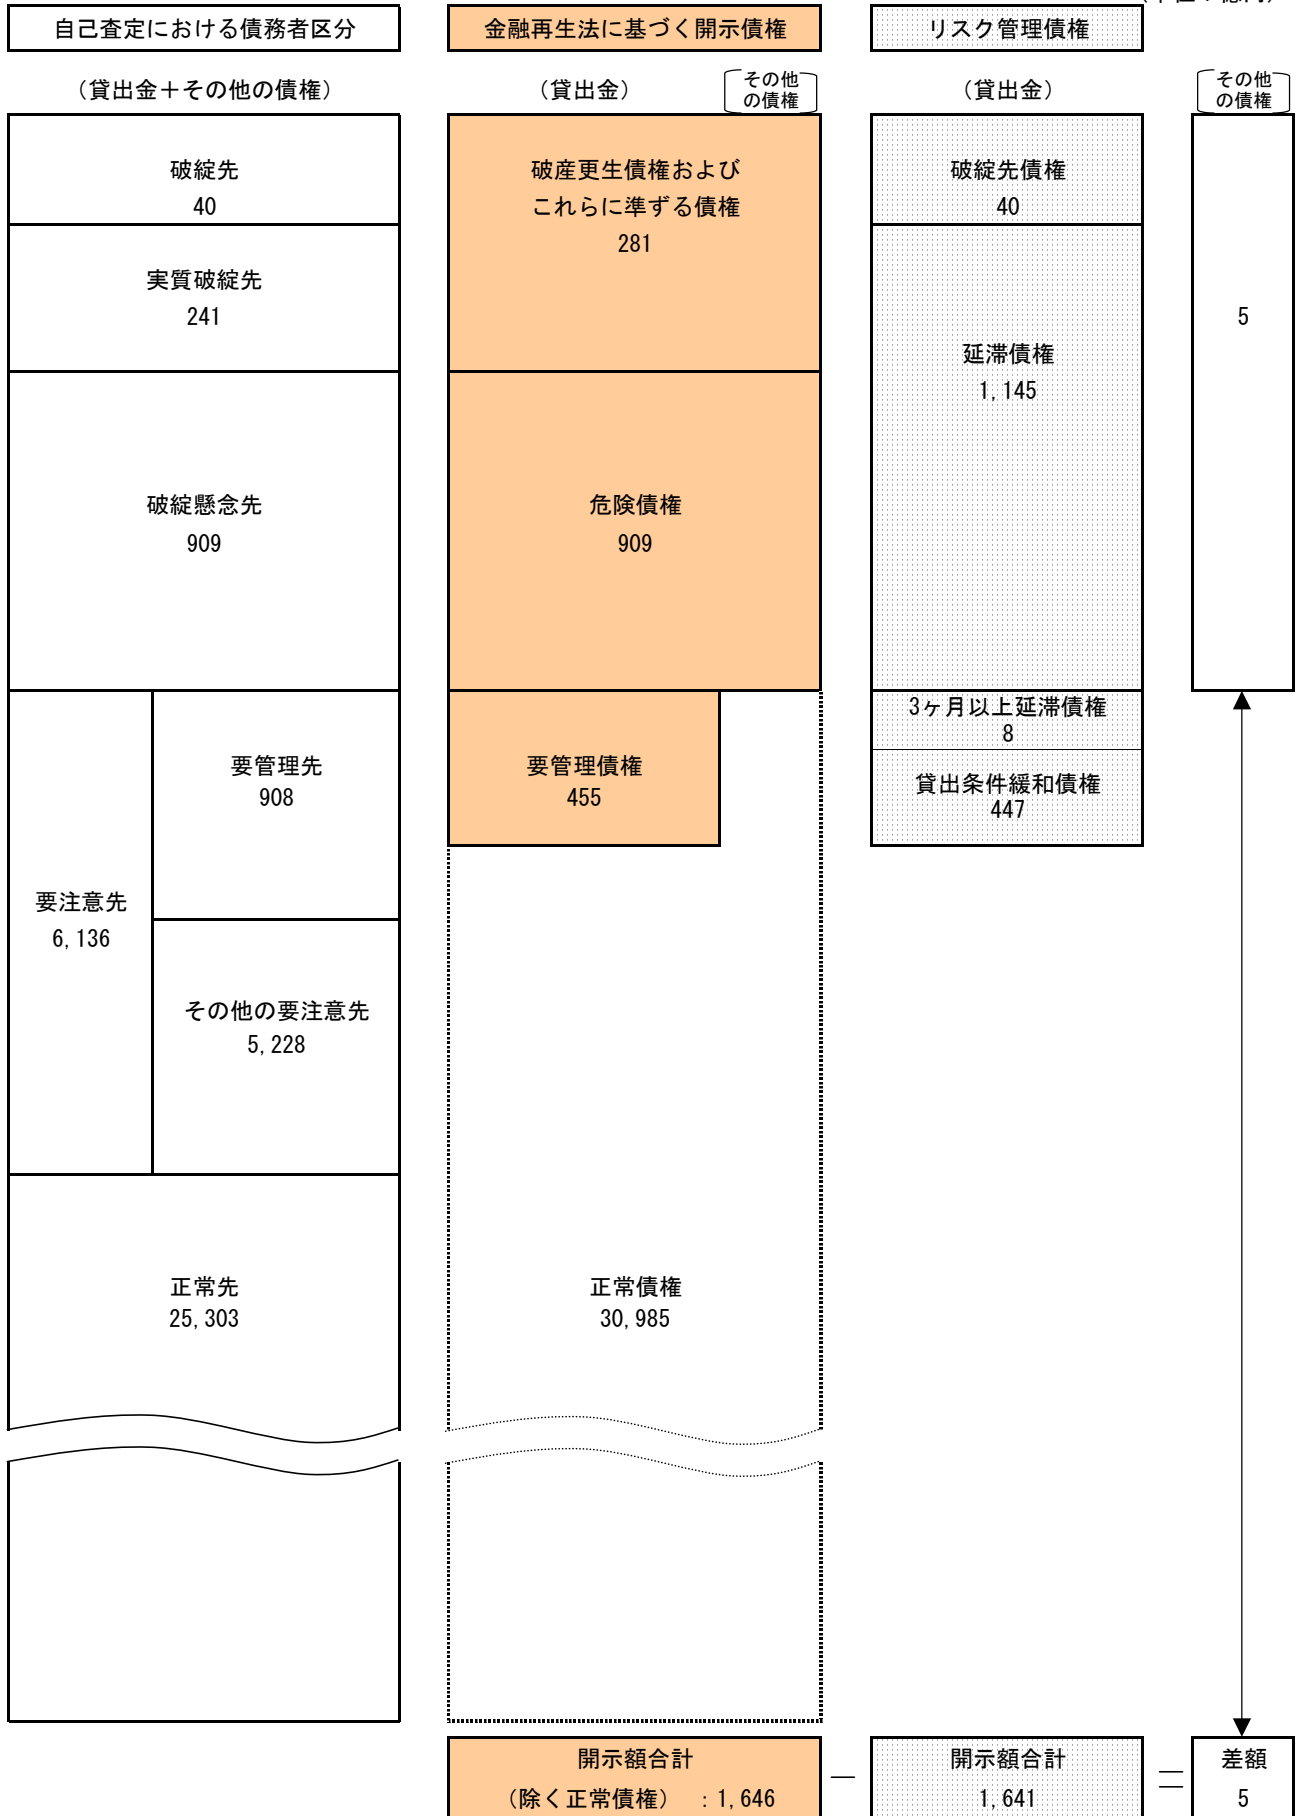 自己査定における債務者区分
金融再生法に基づく開示債権
リスク管理債権
（貸出金＋その他の債権）
（貸出金）
その他
の債権
（貸出金）
その他
の債権
破綻先
40
実質破綻先
241
破綻懸念先
909
要注意先
6,136
要管理先
908
その他の要注意先
5,228
正常先
25,303
破産更生債権および
これらに準ずる債権
281
危険債権
909
要管理債権
455
正常債権
30,985
破綻先債権
40
延滞債権
1,145
3ヶ月以上延滞債権
8
貸出条件緩和債権
447
5
開示額合計
（除く正常債権）：1,646
－
開示額合計
1,641
＝
差額
5